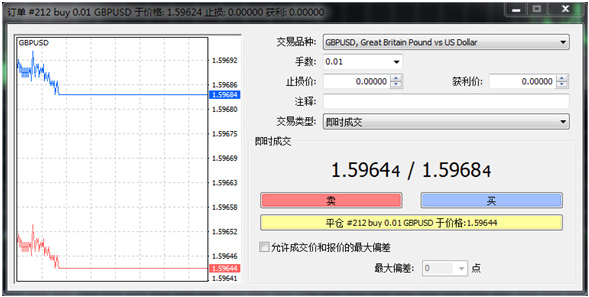 订单 #212 buy 0.01 GBPUSD 于价格: 1.59624 止损: 0.00000 获利: 0.00000
GBPUSD
1.59692
1.59686
1.59684
1.59680
1.59675
1.59669
1.59663
1.59658
1.59652
1.59646
1.59644
1.59641
交易品种: GBPUSD, Great Britain Pound vs US Dollar
手数: 0.01
止损价: 0.00000 获利价: 0.00000
注释:
交易类型: 即时成交
即时成交
1.59644 / 1.59684
卖 买
平仓 #212 buy 0.01 GBPUSD 于价格:1.59644
允许成交价和报价的最大偏差
最大偏差: 0 点